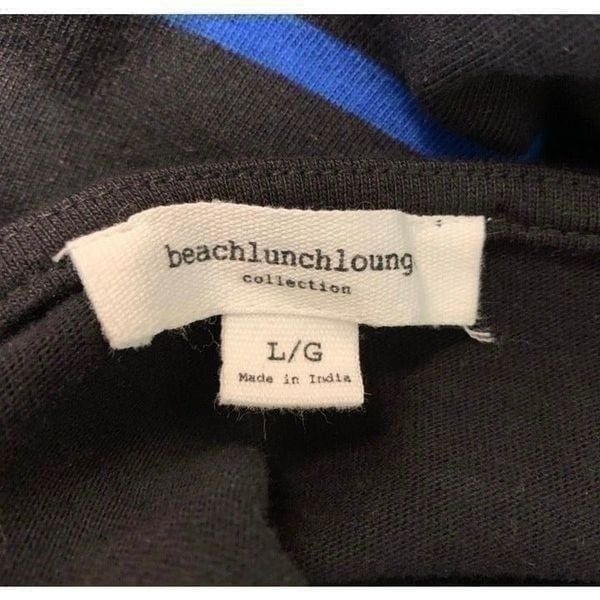 beachlunchloung
collection
L/G
Made in India